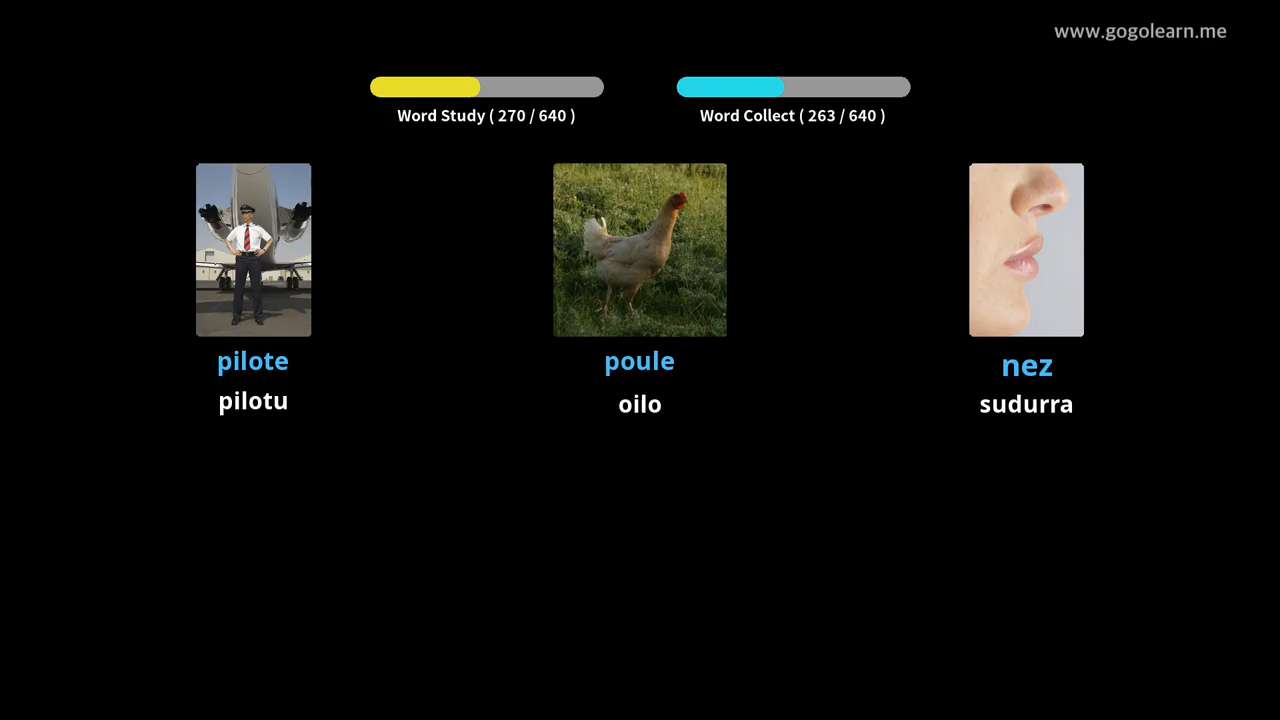 www.gogolearn.me
Word Study ( 270 / 640 )
Word Collect ( 263 / 640 )
pilote
pilotu
poule
oilo
nez
sudurra